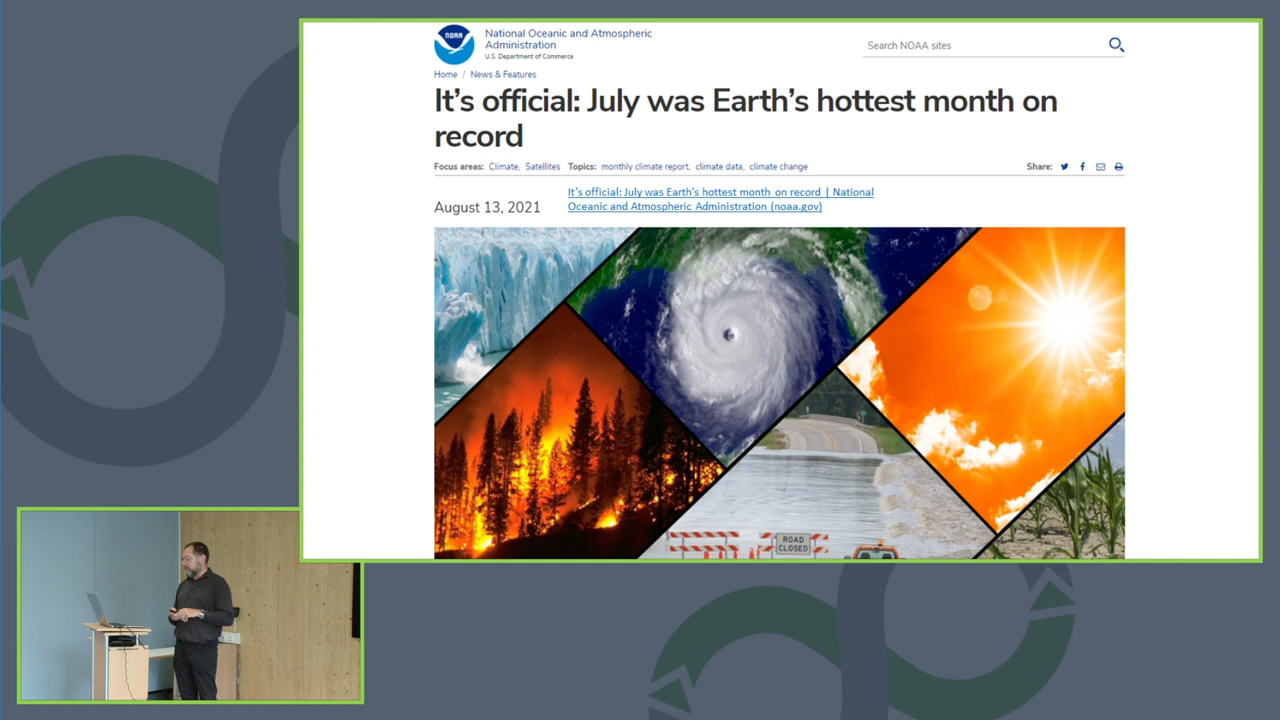 NOAA
National Oceanic and Atmospheric
Administration
U.S. Department of Commerce
Search NOAA sites
Home / News & Features
It's official: July was Earth's hottest month on
record
Focus areas: Climate, Satellites Topics: monthly climate report, climate data, climate change
Share:
It's official: July was Earth's hottest month on record | National
Oceanic and Atmospheric Administration (noaa.gov)
August 13, 2021
ROAD
CLOSED